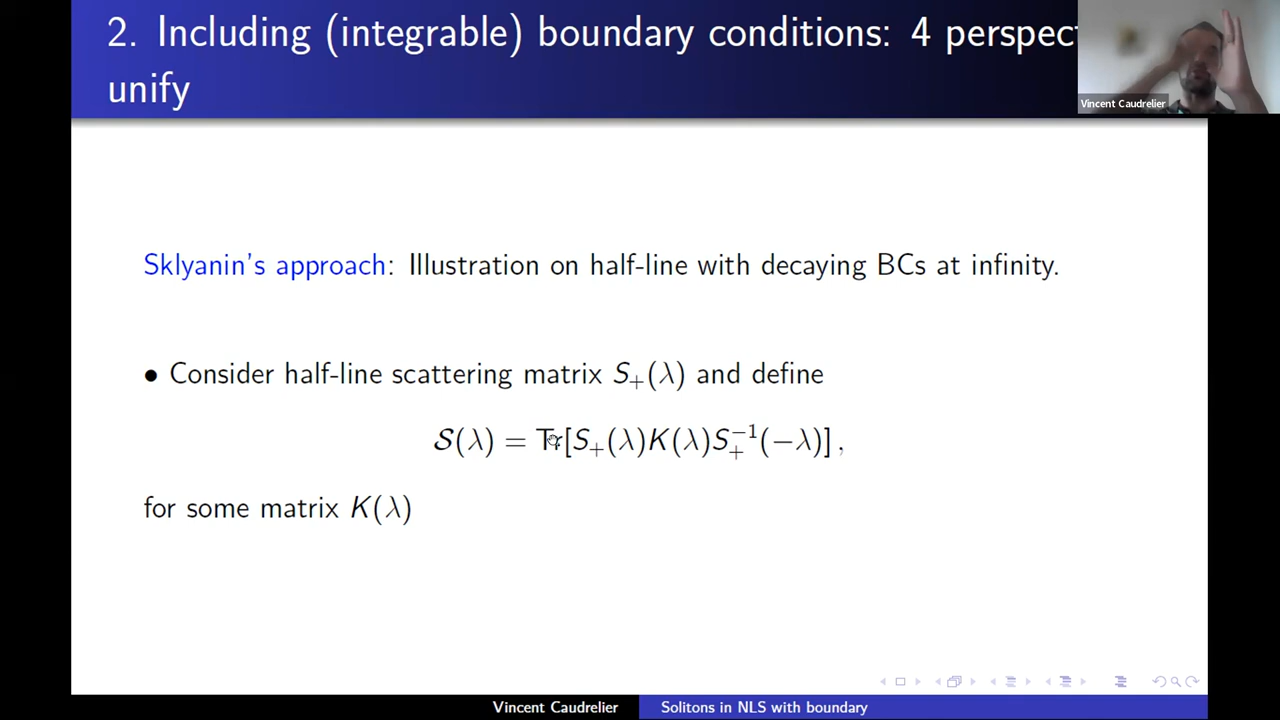 2. Including (integrable) boundary conditions: 4
unify
Vincent Caudrelier
Sklyanin's approach: Illustration on half-line with decaying BCs at infinity.
• Consider half-line scattering matrix S₊(λ) and define
𝒮(λ) = Tr[S₊(λ)K(λ)S₊⁻¹(−λ)] ,
for some matrix K(λ)
Vincent Caudrelier Solitons in NLS with boundary